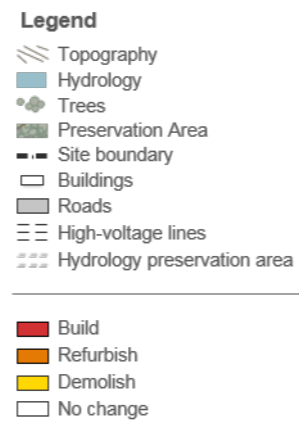 Legend
Topography
Hydrology
Trees
Preservation Area
Site boundary
Buildings
Roads
High-voltage lines
Hydrology preservation area
Build
Refurbish
Demolish
No change